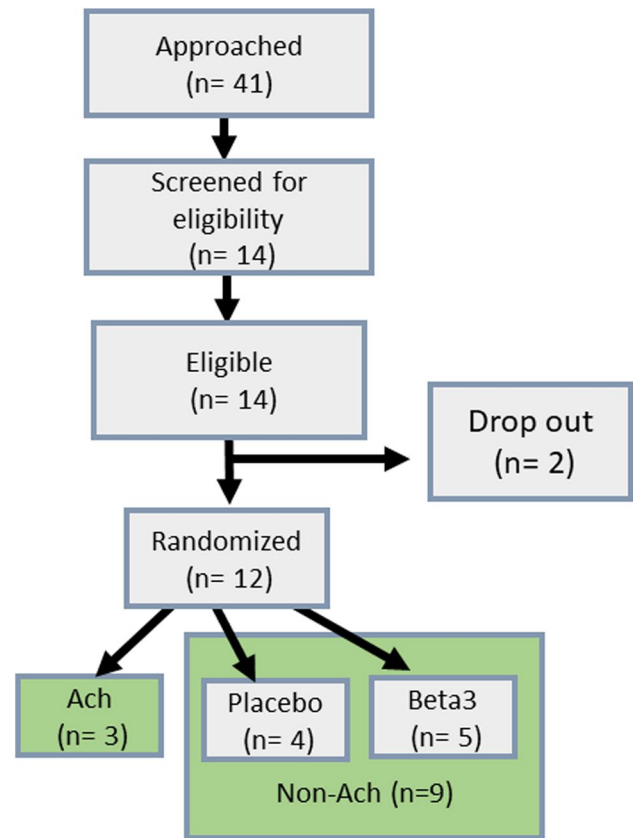 Approached
(n= 41)
Screened for
eligibility
(n= 14)
Eligible
(n= 14)
Drop out
(n= 2)
Randomized
(n= 12)
Ach
(n= 3)
Placebo
(n= 4)
Beta3
(n= 5)
Non-Ach (n=9)